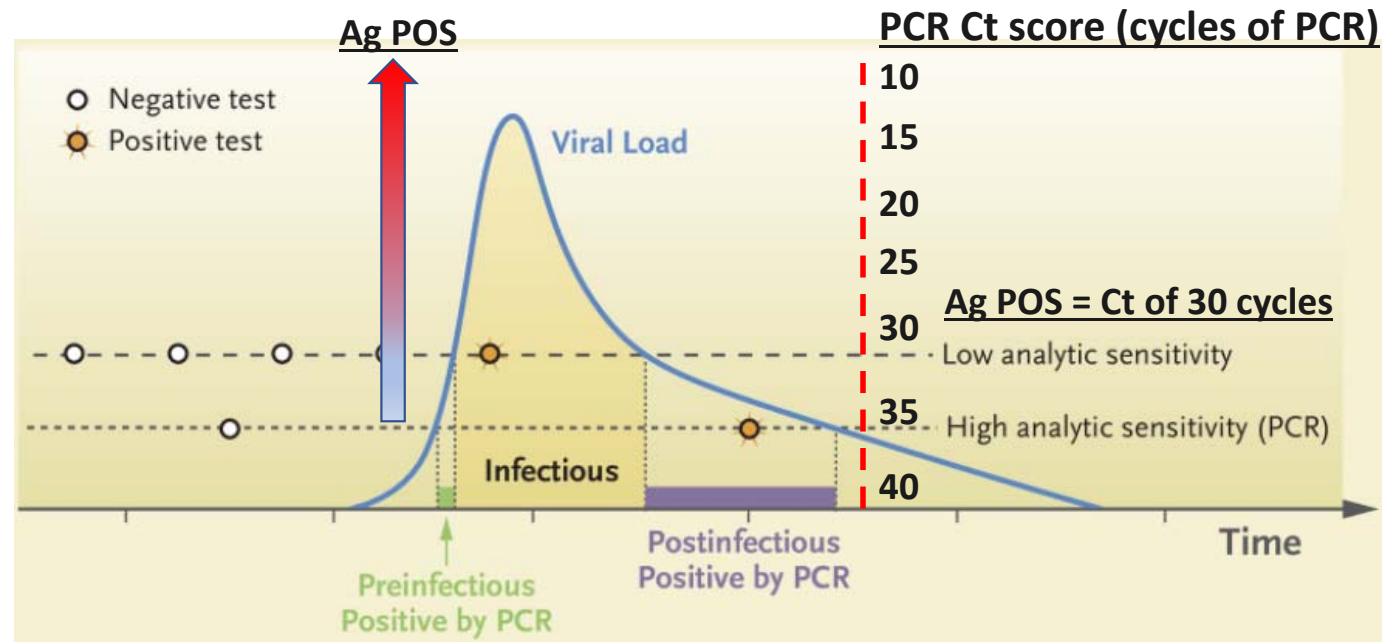 Ag POS
PCR Ct score (cycles of PCR)
Negative test
Positive test
Viral Load
10
15
20
25
30
35
40
Ag POS = Ct of 30 cycles
Low analytic sensitivity
High analytic sensitivity (PCR)
Infectious
Time
Preinfectious
Positive by PCR
Postinfectious
Positive by PCR